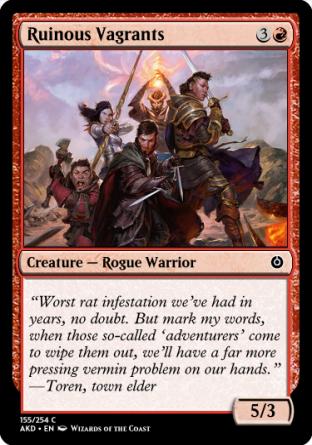 Ruinous Vagrants 3
Creature — Rogue Warrior
“Worst rat infestation we’ve had in
years, no doubt. But mark my words,
when those so-called ‘adventurers’ come
to wipe them out, we’ll have a far more
pressing vermin problem on our hands.”
—Toren, town elder
5/3
155/254 C
AKD • EN Wizards of the Coast